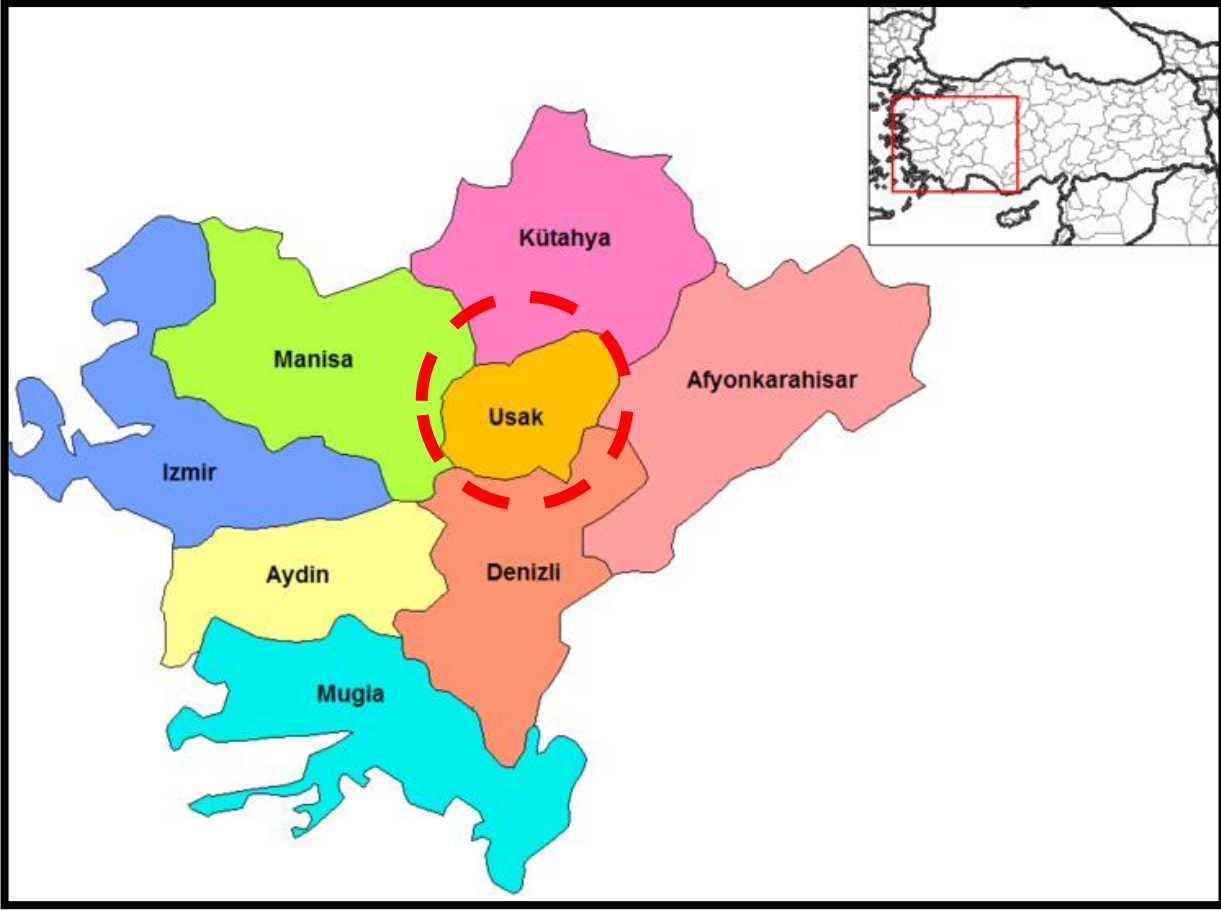 Kütahya
Manisa
Afyonkarahisar
Usak
Izmir
Aydin
Denizli
Mugla